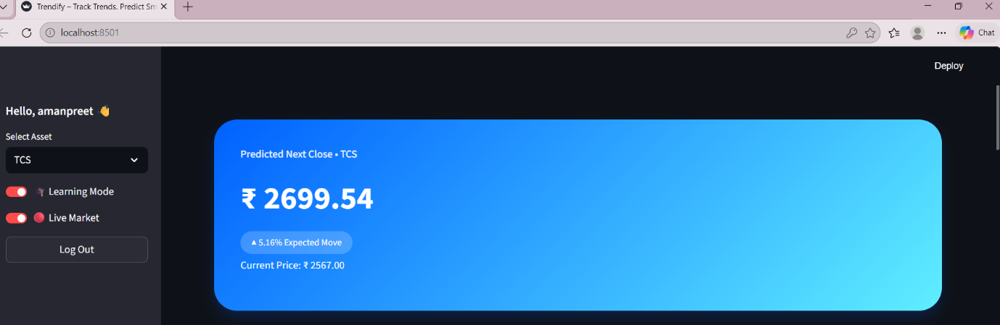 Trendify – Track Trends. Predict Sm
localhost:8501
Chat
Deploy
Hello, amanpreet 👋
Select Asset
TCS
🎓 Learning Mode
🔴 Live Market
Log Out
Predicted Next Close • TCS
₹ 2699.54
▲ 5.16% Expected Move
Current Price: ₹ 2567.00